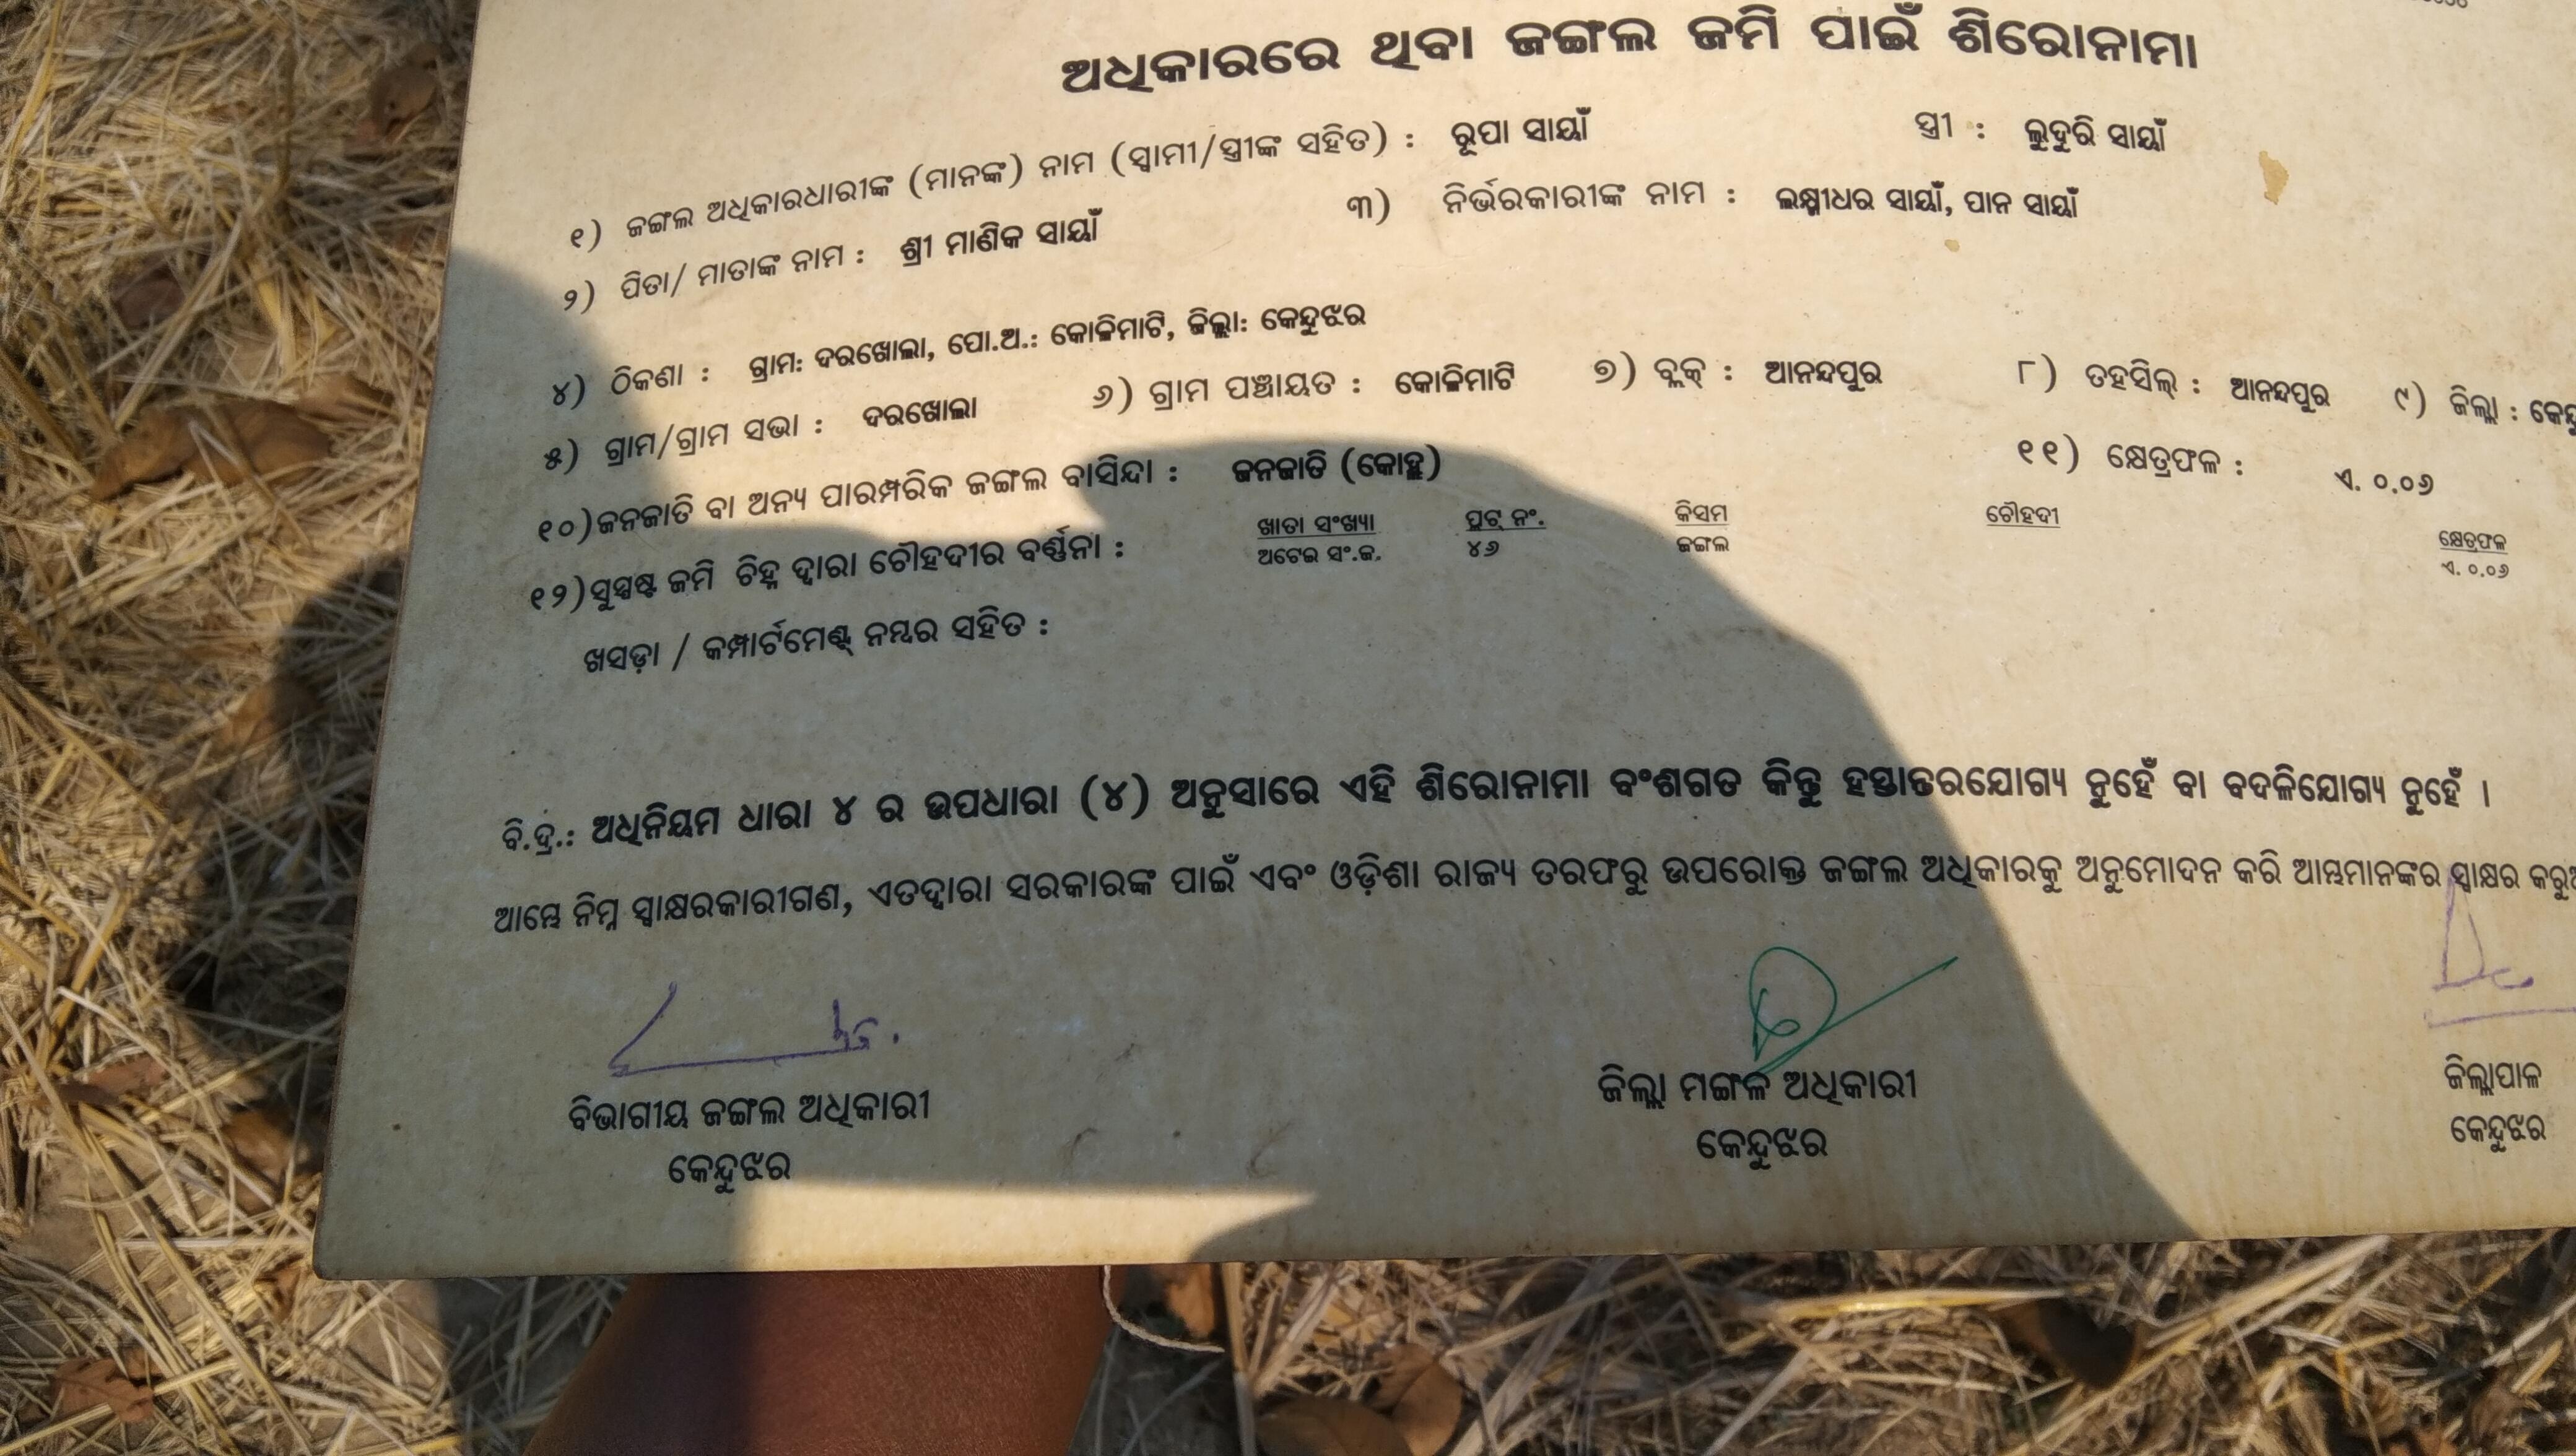 ଅଧିକାରରେ ଥିବା ଜଙ୍ଗଲ ଜମି ପାଇଁ ଶିରୋନାମା
୧) ଜଙ୍ଗଲ ଅଧିକାରଧାରୀଙ୍କ (ମାନଙ୍କ) ନାମ (ସ୍ୱାମୀ/ସ୍ତ୍ରୀଙ୍କ ସହିତ) : ରୂପା ସାୟାଁ ସ୍ତ୍ରୀ : ଲୁଦୁରି ସାୟାଁ
୨) ପିତା/ ମାତାଙ୍କ ନାମ : ଶ୍ରୀ ମାଣିକ ସାୟାଁ ୩) ନିର୍ଭରକାରୀଙ୍କ ନାମ : ଲକ୍ଷ୍ମୀଧର ସାୟାଁ, ପାନ ସାୟାଁ
୪) ଠିକଣା : ଗ୍ରାମ: ଦରଖୋଲା, ପୋ.ଅ.: କୋଳିମାଟି, ଜିଲ୍ଲା: କେନ୍ଦୁଝର
୫) ଗ୍ରାମ/ଗ୍ରାମ ସଭା : ଦରଖୋଲା ୬) ଗ୍ରାମ ପଞ୍ଚାୟତ : କୋଳିମାଟି ୭) ବ୍ଲକ୍ : ଆନନ୍ଦପୁର ୮) ତହସିଲ୍ : ଆନନ୍ଦପୁର ୯) ଜିଲ୍ଲା :
୧୦) ଜନଜାତି ବା ଅନ୍ୟ ପାରମ୍ପରିକ ଜଙ୍ଗଲ ବାସିନ୍ଦା : ଜନଜାତି (କୋହ୍ଲ) ୧୧) କ୍ଷେତ୍ରଫଳ : ଏ. ୦.୦୬
୧୨) ସୁସ୍ପଷ୍ଟ ଜମି ଚିହ୍ନ ଦ୍ୱାରା ଚୌହଦୀର ବର୍ଣ୍ଣନା : ଖାତା ସଂଖ୍ୟା ପ୍ଲଟ୍ ନଂ. କିସମ ଚୌହଦୀ କ୍ଷେତ୍ରଫଳ
ଅଟେଇ ସଂ.ଜ. ୪୬ ଜଙ୍ଗଲ ଏ. ୦.୦୬
ଖସଡ଼ା / କମ୍ପାର୍ଟମେଣ୍ଟ ନମ୍ବର ସହିତ :
ବି.ଦ୍ର.: ଅଧିନିୟମ ଧାରା ୪ ର ଉପଧାରା (୪) ଅନୁସାରେ ଏହି ଶିରୋନାମା ବଂଶଗତ କିନ୍ତୁ ହସ୍ତାନ୍ତରଯୋଗ୍ୟ ନୁହେଁ ବା ବଦଳିଯୋଗ୍ୟ ନୁହେଁ ।
ଆମ୍ଭେ ନିମ୍ନ ସ୍ୱାକ୍ଷରକାରୀଗଣ, ଏତଦ୍ୱାରା ସରକାରଙ୍କ ପାଇଁ ଏବଂ ଓଡ଼ିଶା ରାଜ୍ୟ ତରଫରୁ ଉପରୋକ୍ତ ଜଙ୍ଗଲ ଅଧିକାରକୁ ଅନୁମୋଦନ କରି ଆମ୍ଭମାନଙ୍କର ସ୍ୱାକ୍ଷର
ବିଭାଗୀୟ ଜଙ୍ଗଲ ଅଧିକାରୀ ଜିଲ୍ଲା ମଙ୍ଗଳ ଅଧିକାରୀ ଜିଲ୍ଲାପାଳ
କେନ୍ଦୁଝର କେନ୍ଦୁଝର କେନ୍ଦୁଝର